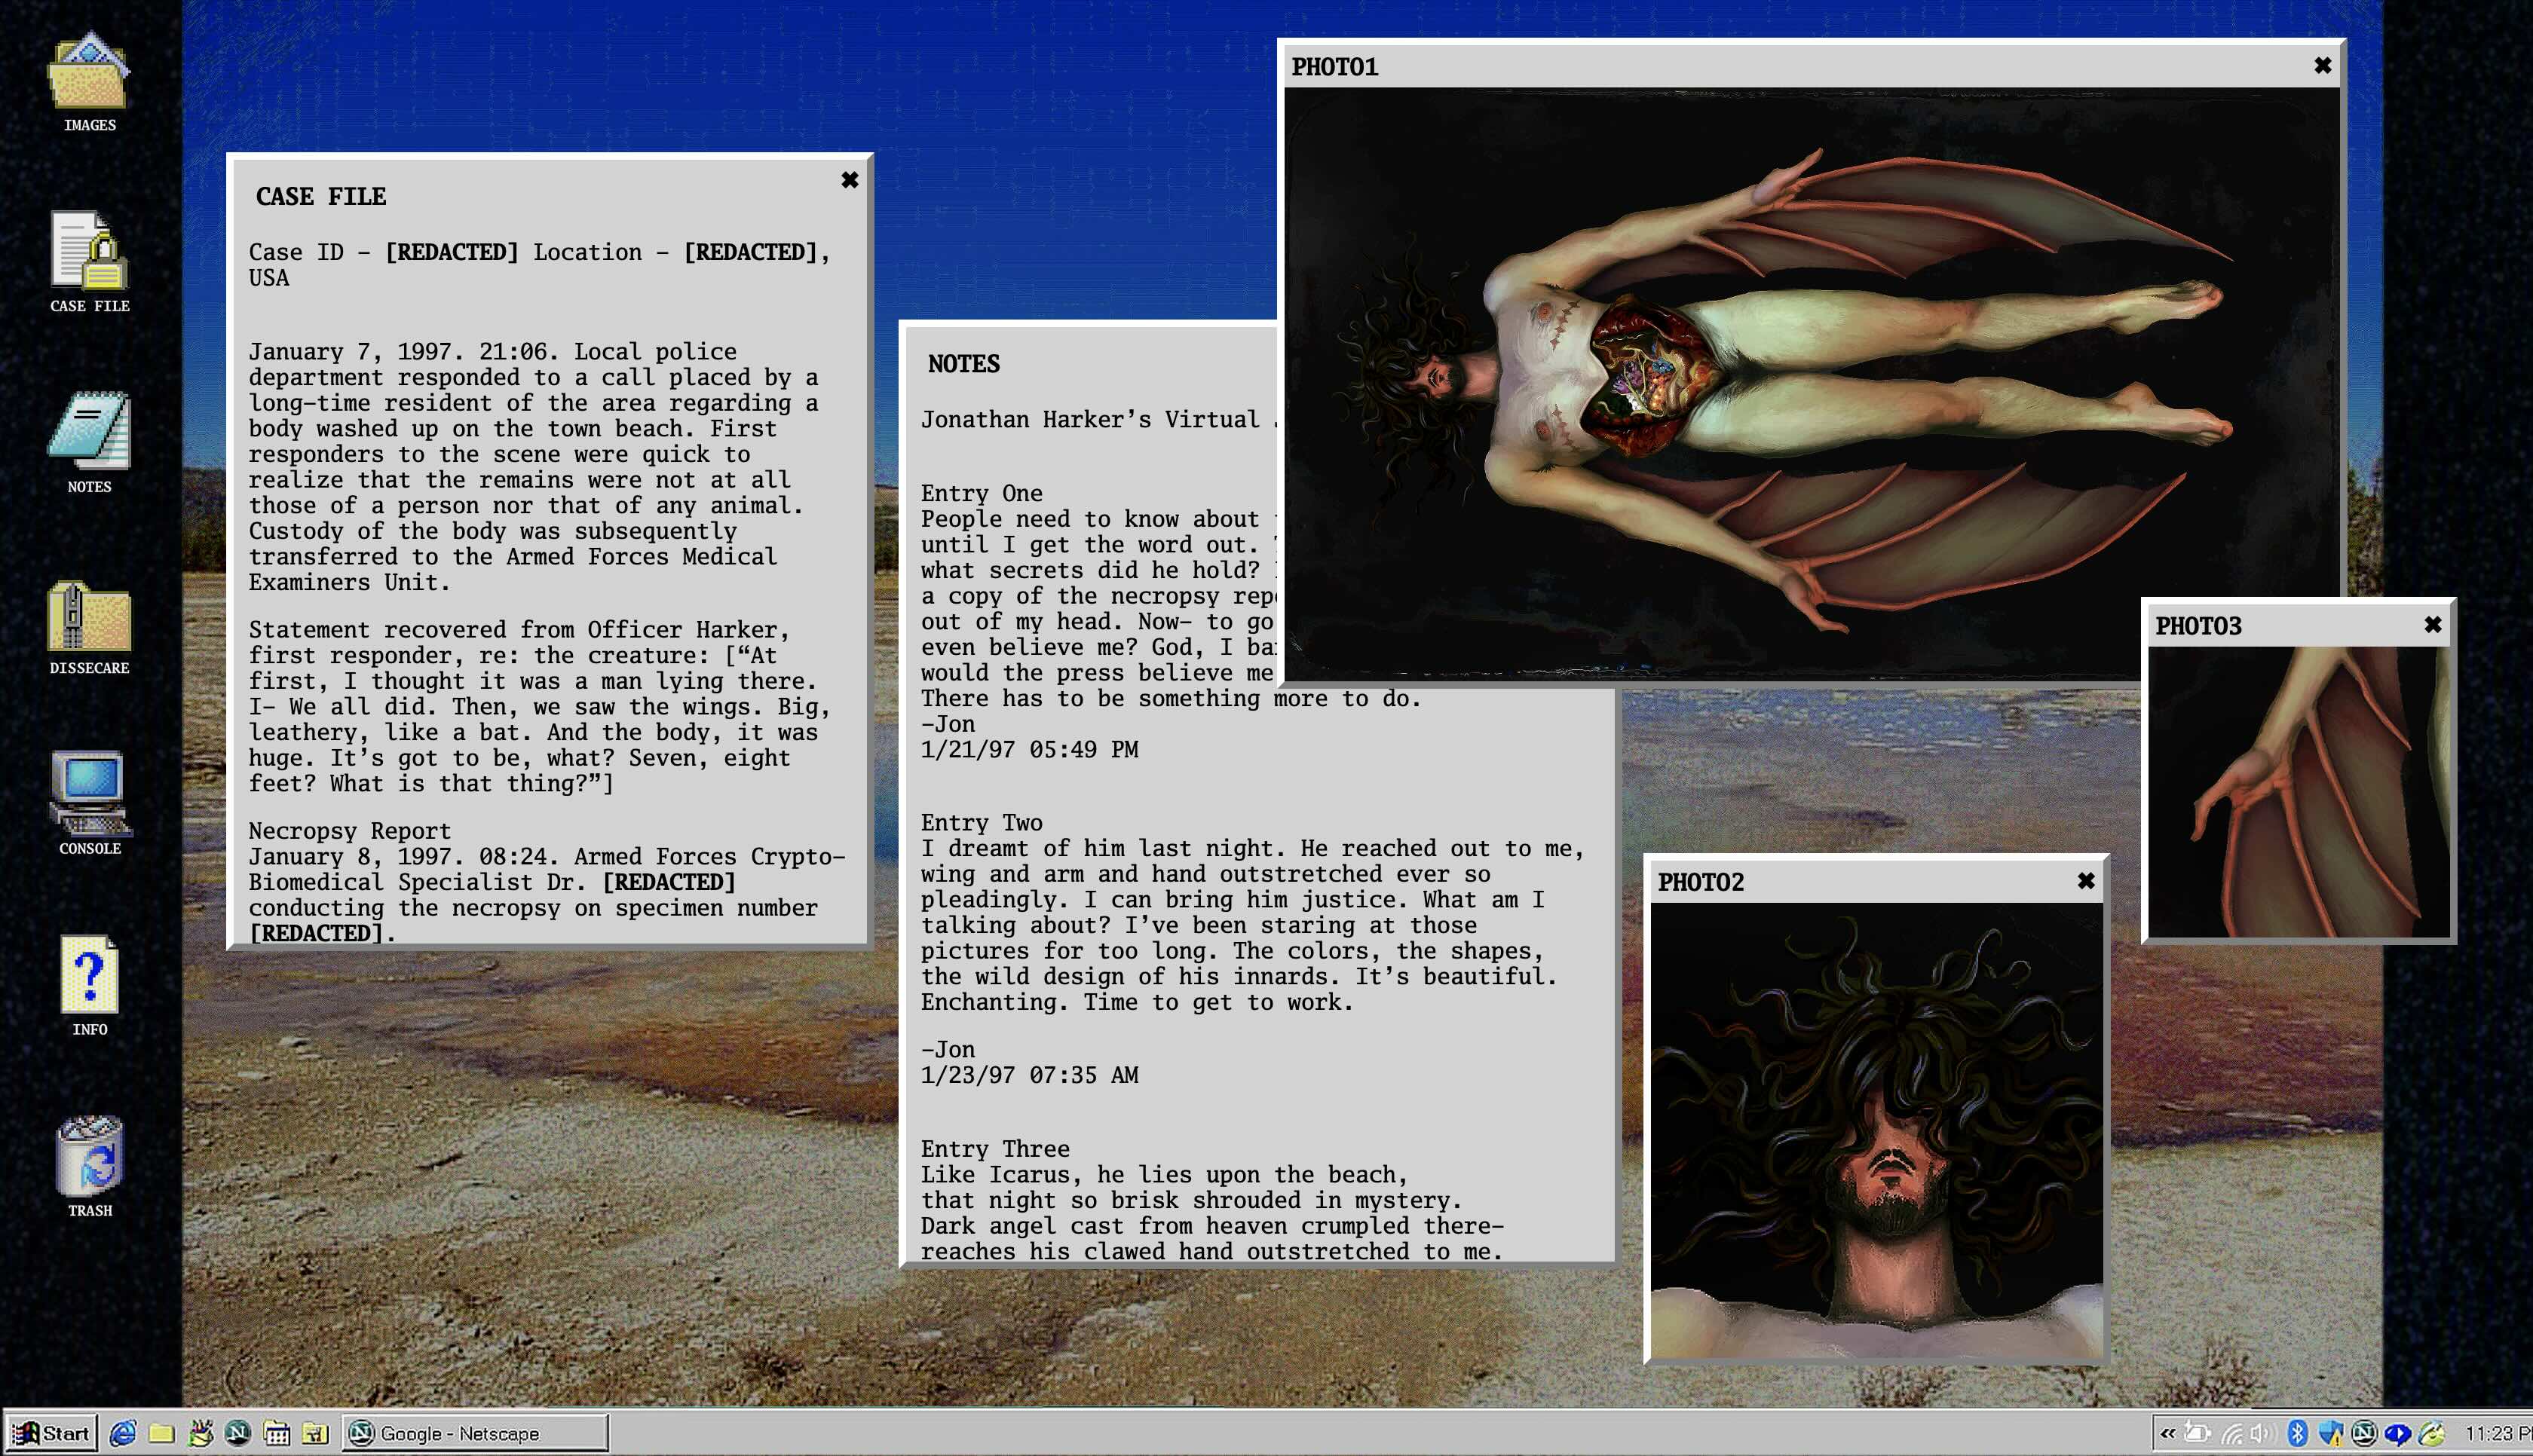 IMAGES
CASE FILE
NOTES
DISSECARE
CONSOLE
INFO
TRASH
CASE FILE
Case ID – [REDACTED] Location – [REDACTED],
USA
January 7, 1997. 21:06. Local police
department responded to a call placed by a
long–time resident of the area regarding a
body washed up on the town beach. First
responders to the scene were quick to
realize that the remains were not at all
those of a person nor that of any animal.
Custody of the body was subsequently
transferred to the Armed Forces Medical
Examiners Unit.
Statement recovered from Officer Harker,
first responder, re: the creature: [“At
first, I thought it was a man lying there.
I– We all did. Then, we saw the wings. Big,
leathery, like a bat. And the body, it was
huge. It’s got to be, what? Seven, eight
feet? What is that thing?”]
Necropsy Report
January 8, 1997. 08:24. Armed Forces Crypto–
Biomedical Specialist Dr. [REDACTED]
conducting the necropsy on specimen number
[REDACTED].
NOTES
Jonathan Harker’s Virtual
Entry One
People need to know about
until I get the word out.
what secrets did he hold?
a copy of the necropsy
out of my head. Now– to go
even believe me? God, I
would the press believe me
There has to be something more to do.
–Jon
1/21/97 05:49 PM
Entry Two
I dreamt of him last night. He reached out to me,
wing and arm and hand outstretched ever so
pleadingly. I can bring him justice. What am I
talking about? I’ve been staring at those
pictures for too long. The colors, the shapes,
the wild design of his innards. It’s beautiful.
Enchanting. Time to get to work.
–Jon
1/23/97 07:35 AM
Entry Three
Like Icarus, he lies upon the beach,
that night so brisk shrouded in mystery.
Dark angel cast from heaven crumpled there–
reaches his clawed hand outstretched to me.
PHOTO1
PHOTO3
PHOTO2
Start
Google - Netscape
11:23